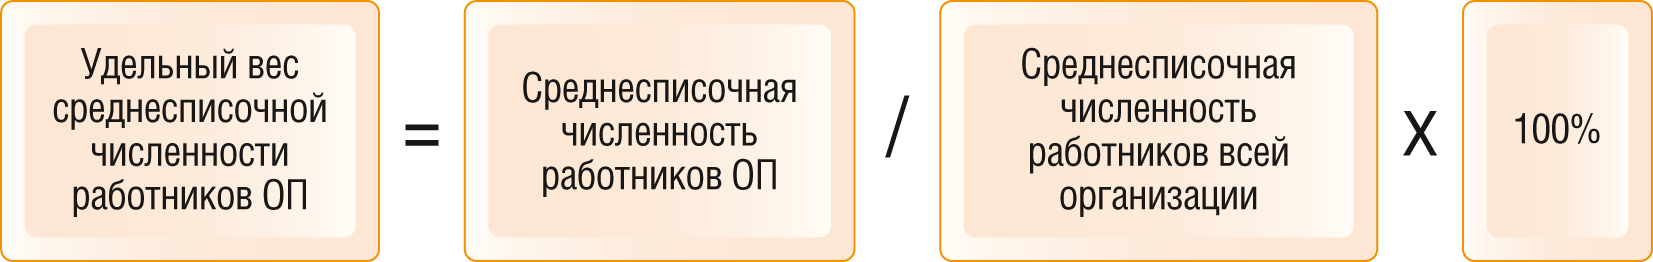 Удельный вес
среднесписочной
численности
работников ОП
=
Среднесписочная
численность
работников ОП
/
Среднесписочная
численность
работников всей
организации
X
100%